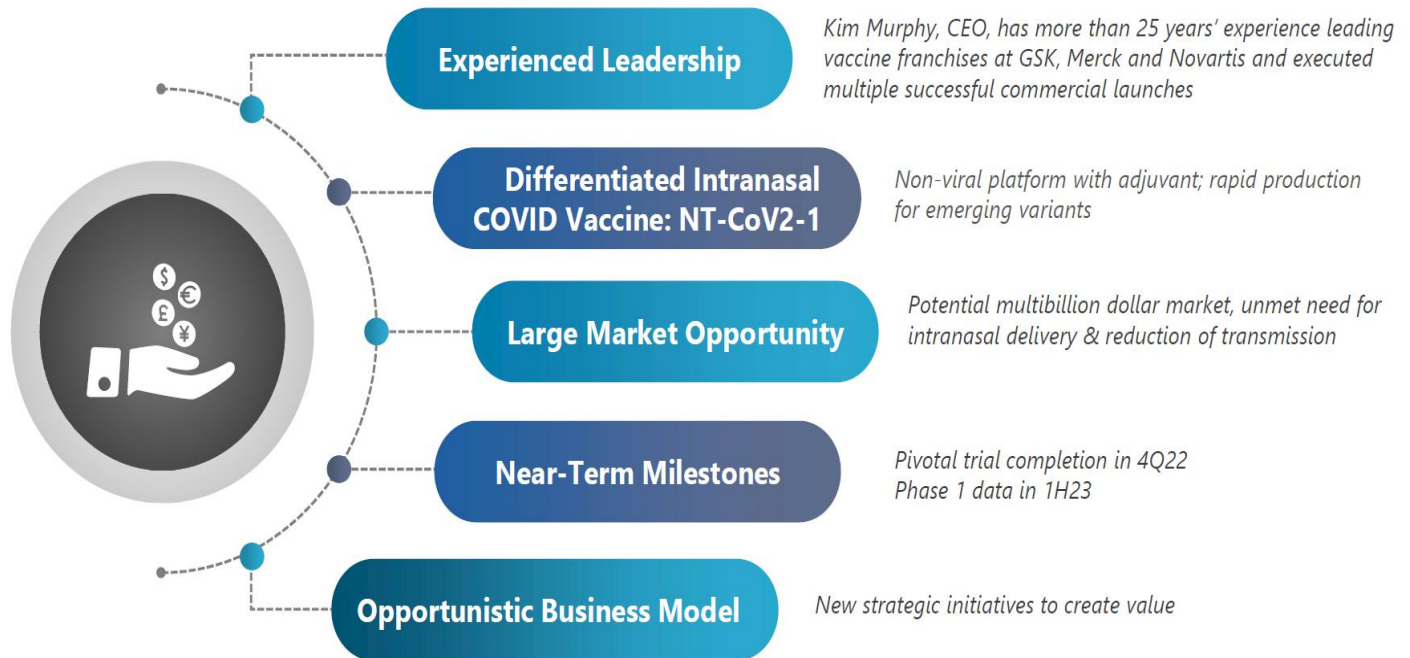 Experienced Leadership
Kim Murphy, CEO, has more than 25 years’ experience leading
vaccine franchises at GSK, Merck and Novartis and executed
multiple successful commercial launches
Differentiated Intranasal
COVID Vaccine: NT-CoV2-1
Non-viral platform with adjuvant; rapid production
for emerging variants
$
€
£
¥
Large Market Opportunity
Potential multibillion dollar market, unmet need for
intranasal delivery & reduction of transmission
Near-Term Milestones
Pivotal trial completion in 4Q22
Phase 1 data in 1H23
Opportunistic Business Model
New strategic initiatives to create value